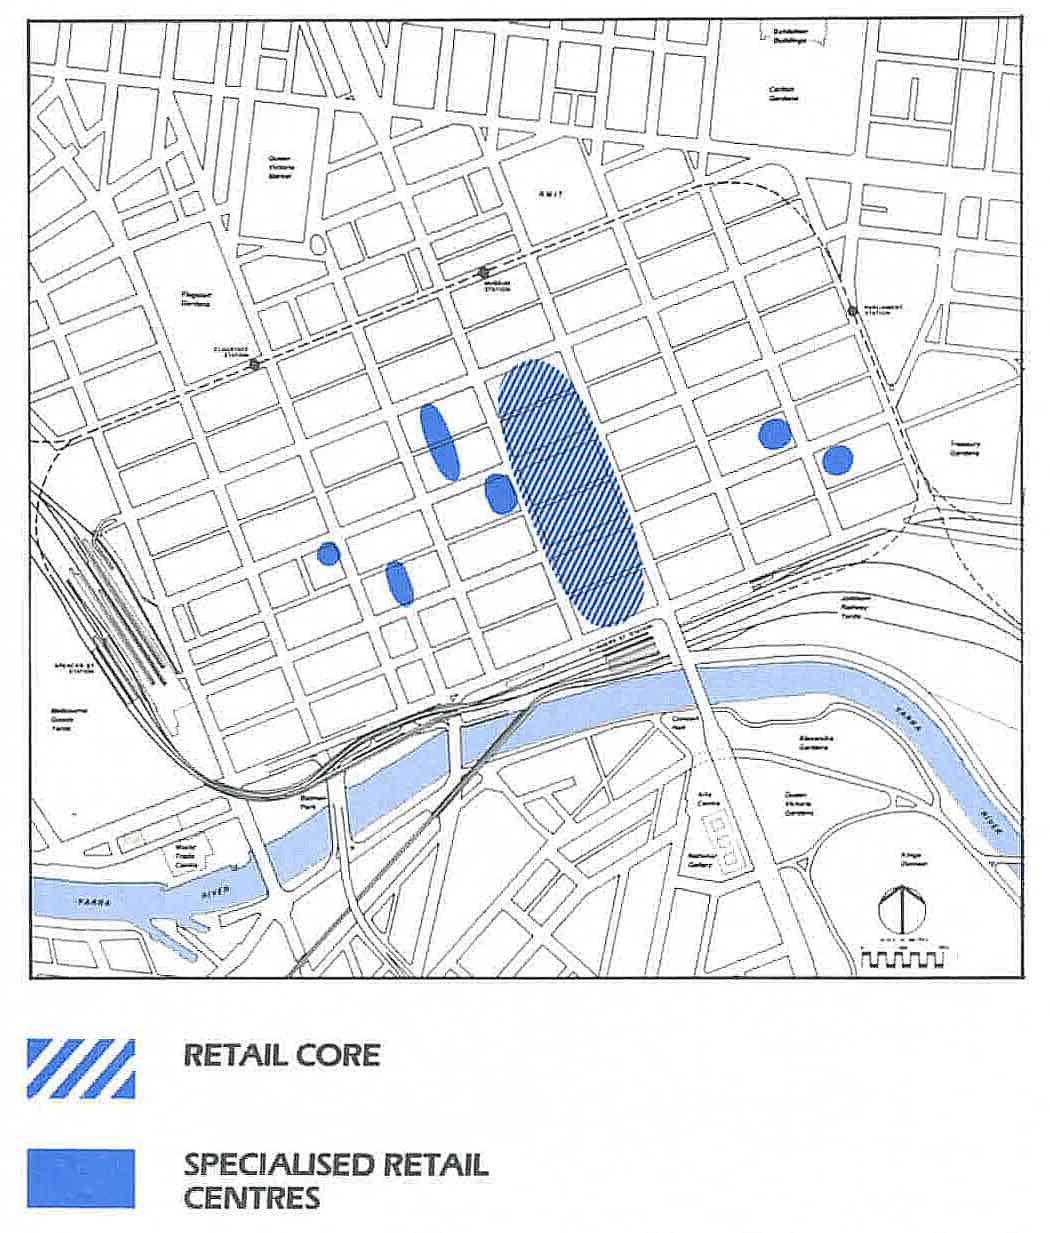 Exhibition
Buildings
Carlton
Gardens
Queen
Victoria
Market
RMIT
Flagstaff
Gardens
MUSEUM
STATION
PARLIAMENT
STATION
FLAGSTAFF
STATION
Treasury
Gardens
Jolimont
Railway
Yards
FLINDERS ST STATION
SPENCER ST
STATION
Melbourne
Goods
Yards
Concert
Hall
YARRA
Alexandra
Gardens
Batman
Park
Arts
Centre
Queen
Victoria
Gardens
RIVER
World
Trade
Centre
National
Gallery
Kings
Domain
YARRA
RIVER
RETAIL CORE
SPECIALISED RETAIL
CENTRES